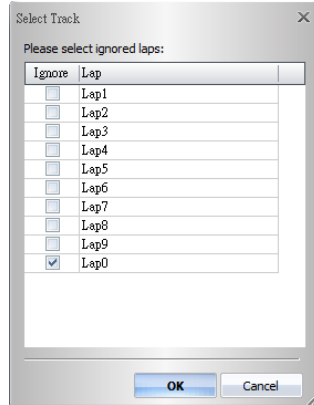 Select Track
Please select ignored laps:
Ignore Lap
Lap1
Lap2
Lap3
Lap4
Lap5
Lap6
Lap7
Lap8
Lap9
Lap0
OK Cancel